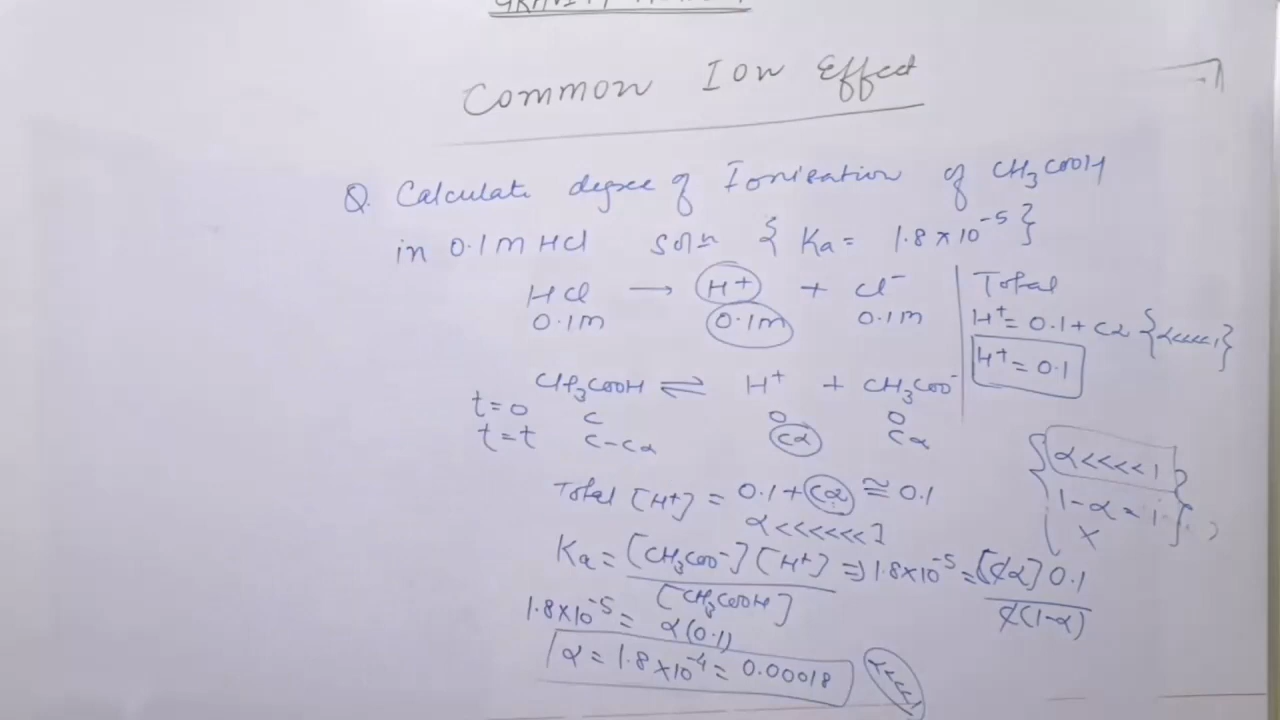 Common Ion Effect
Q. Calculate degree of Ionisation of CH₃COOH
in 0.1M HCl soln { Ka = 1.8 × 10⁻⁵ }
HCl → H+ + Cl⁻
0.1M 0.1M 0.1M
Total
H⁺ = 0.1 + Cα {α<<<<1}
H⁺ = 0.1
CH₃COOH ⇌ H⁺ + CH₃COO⁻
t=0 C 0 0
t=t C-Cα Cα Cα
{ α<<<<1
1-α = 1 }
×
Total [H⁺] = 0.1 + Cα ≅ 0.1
α<<<<<<1
Ka = [CH₃COO⁻] [H⁺] / [CH₃COOH] ⇒ 1.8×10⁻⁵ = [Cα] 0.1 / C(1-α)
1.8×10⁻⁵ = α(0.1)
α = 1.8×10⁻⁴ = 0.00018